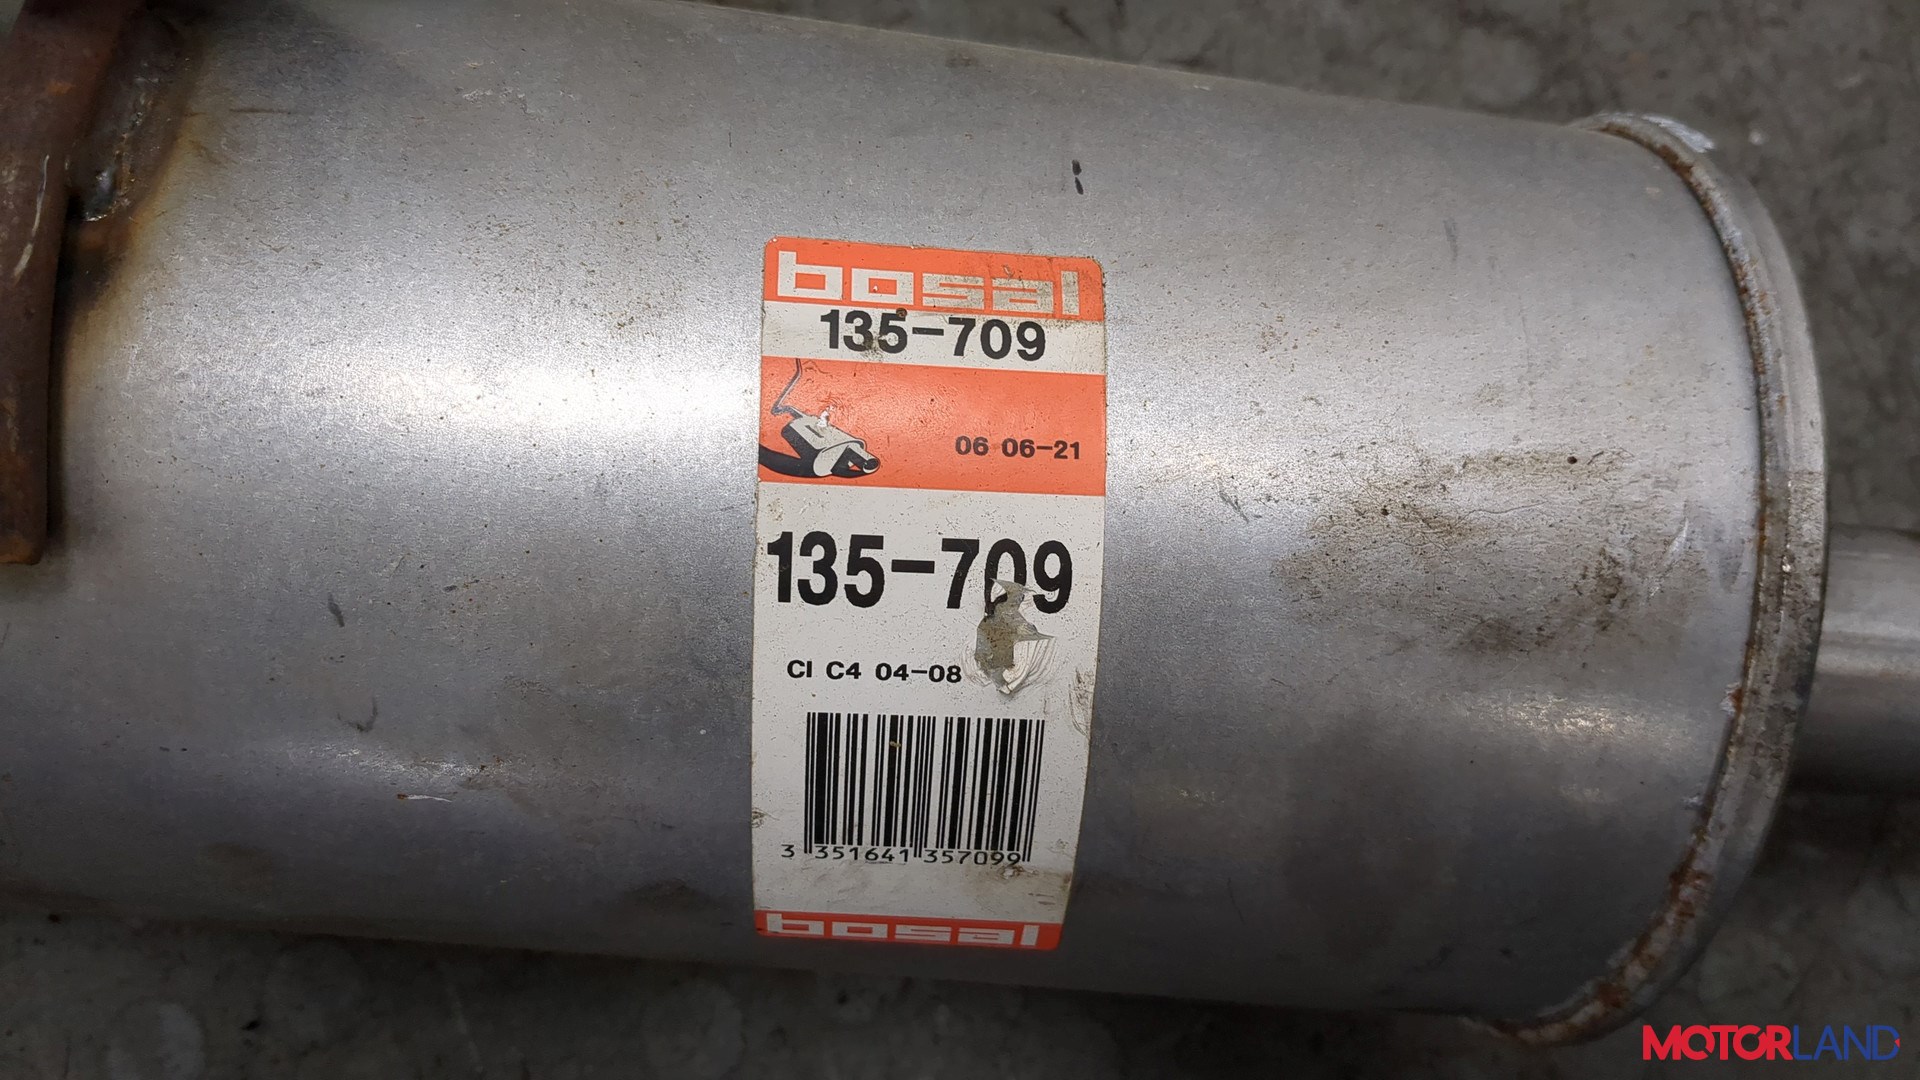 bosal
135-709
06 06-21
135-709
CI C4 04-08
3 351641 357099
bosal
MOTORLAND